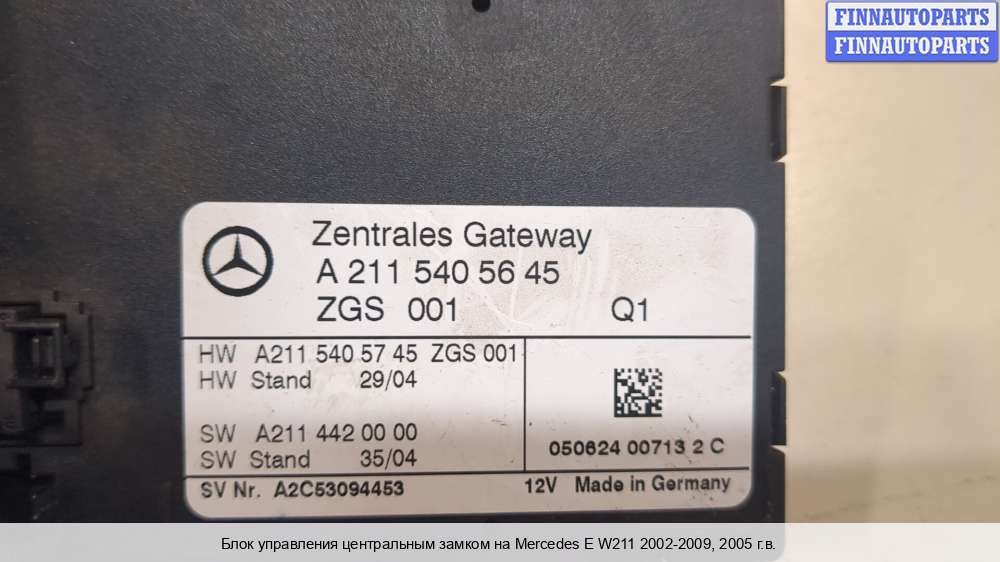 FINNAUTOPARTS
FINNAUTOPARTS
Zentrales Gateway
A 211 540 56 45
ZGS 001 Q1
HW A211 540 57 45 ZGS 001
HW Stand 29/04
SW A211 442 00 00
SW Stand 35/04
050624 00713 2 C
SV Nr. A2C53094453 12V Made in Germany
Блок управления центральным замком на Mercedes E W211 2002-2009, 2005 г.в.